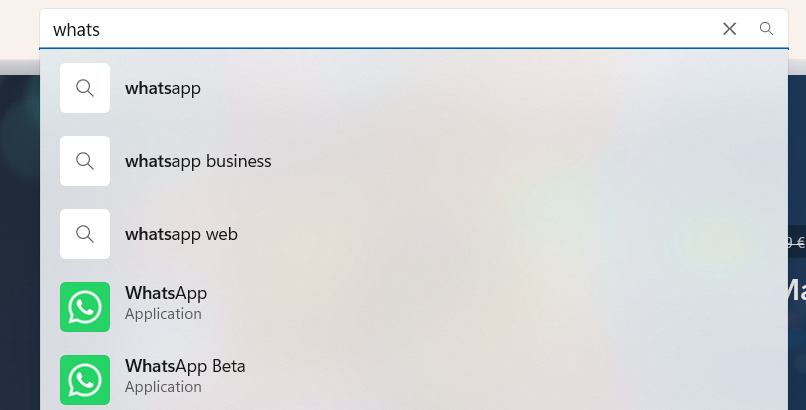 whats
whatsapp
whatsapp business
whatsapp web
WhatsApp
Application
WhatsApp Beta
Application